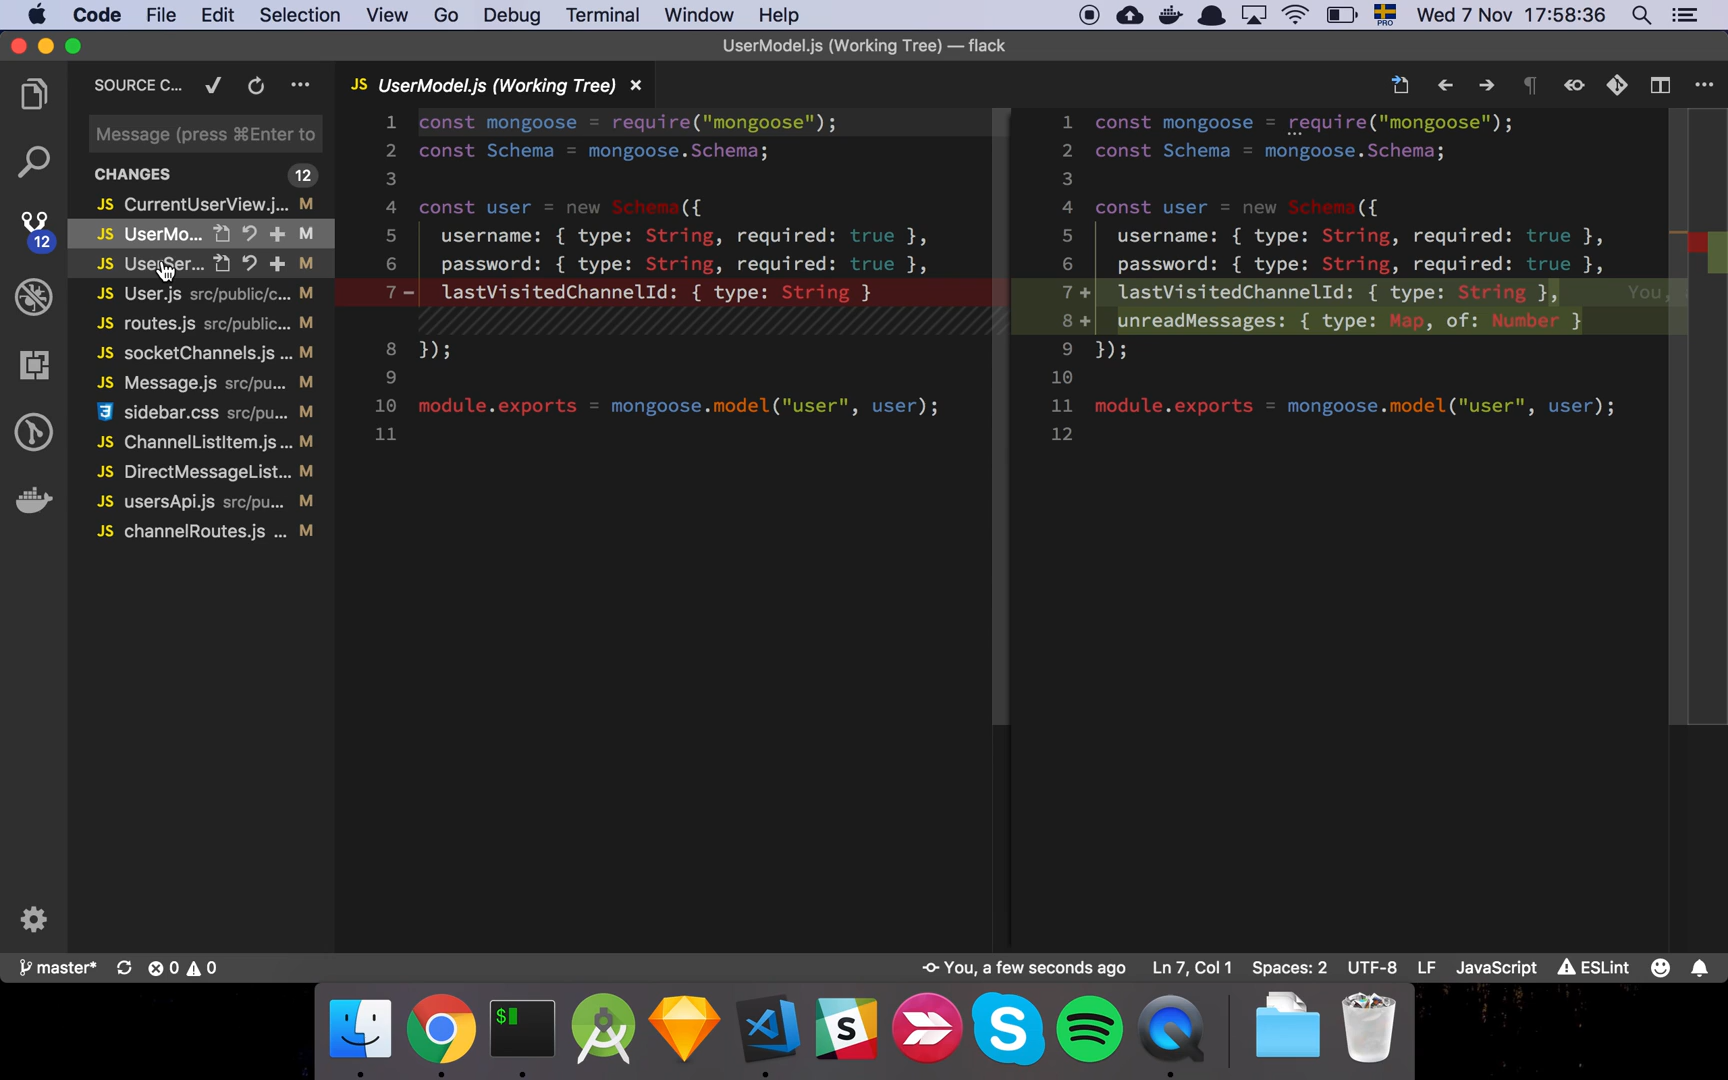 Code File Edit Selection View Go Debug Terminal Window Help PRO Wed 7 Nov 17:58:36
UserModel.js (Working Tree) — flack
SOURCE C...
JS UserModel.js (Working Tree)
Message (press ⌘Enter to
CHANGES 12
JS CurrentUserView.j... M
JS UserMo... M
JS UserSer... M
JS User.js src/public/c... M
JS routes.js src/public... M
JS socketChannels.js ... M
JS Message.js src/pu... M
sidebar.css src/pu... M
JS ChannelListItem.js ... M
JS DirectMessageList... M
JS usersApi.js src/pu... M
JS channelRoutes.js ... M
12
1 const mongoose = require("mongoose");
2 const Schema = mongoose.Schema;
3
4 const user = new Schema({
5 username: { type: String, required: true },
6 password: { type: String, required: true },
7 − lastVisitedChannelId: { type: String }
8 });
9
10 module.exports = mongoose.model("user", user);
11
1 const mongoose = require("mongoose");
2 const Schema = mongoose.Schema;
3
4 const user = new Schema({
5 username: { type: String, required: true },
6 password: { type: String, required: true },
7 + lastVisitedChannelId: { type: String }, You,
8 + unreadMessages: { type: Map, of: Number }
9 });
10
11 module.exports = mongoose.model("user", user);
12
master* 0 0 You, a few seconds ago Ln 7, Col 1 Spaces: 2 UTF-8 LF JavaScript ESLint
$ S S